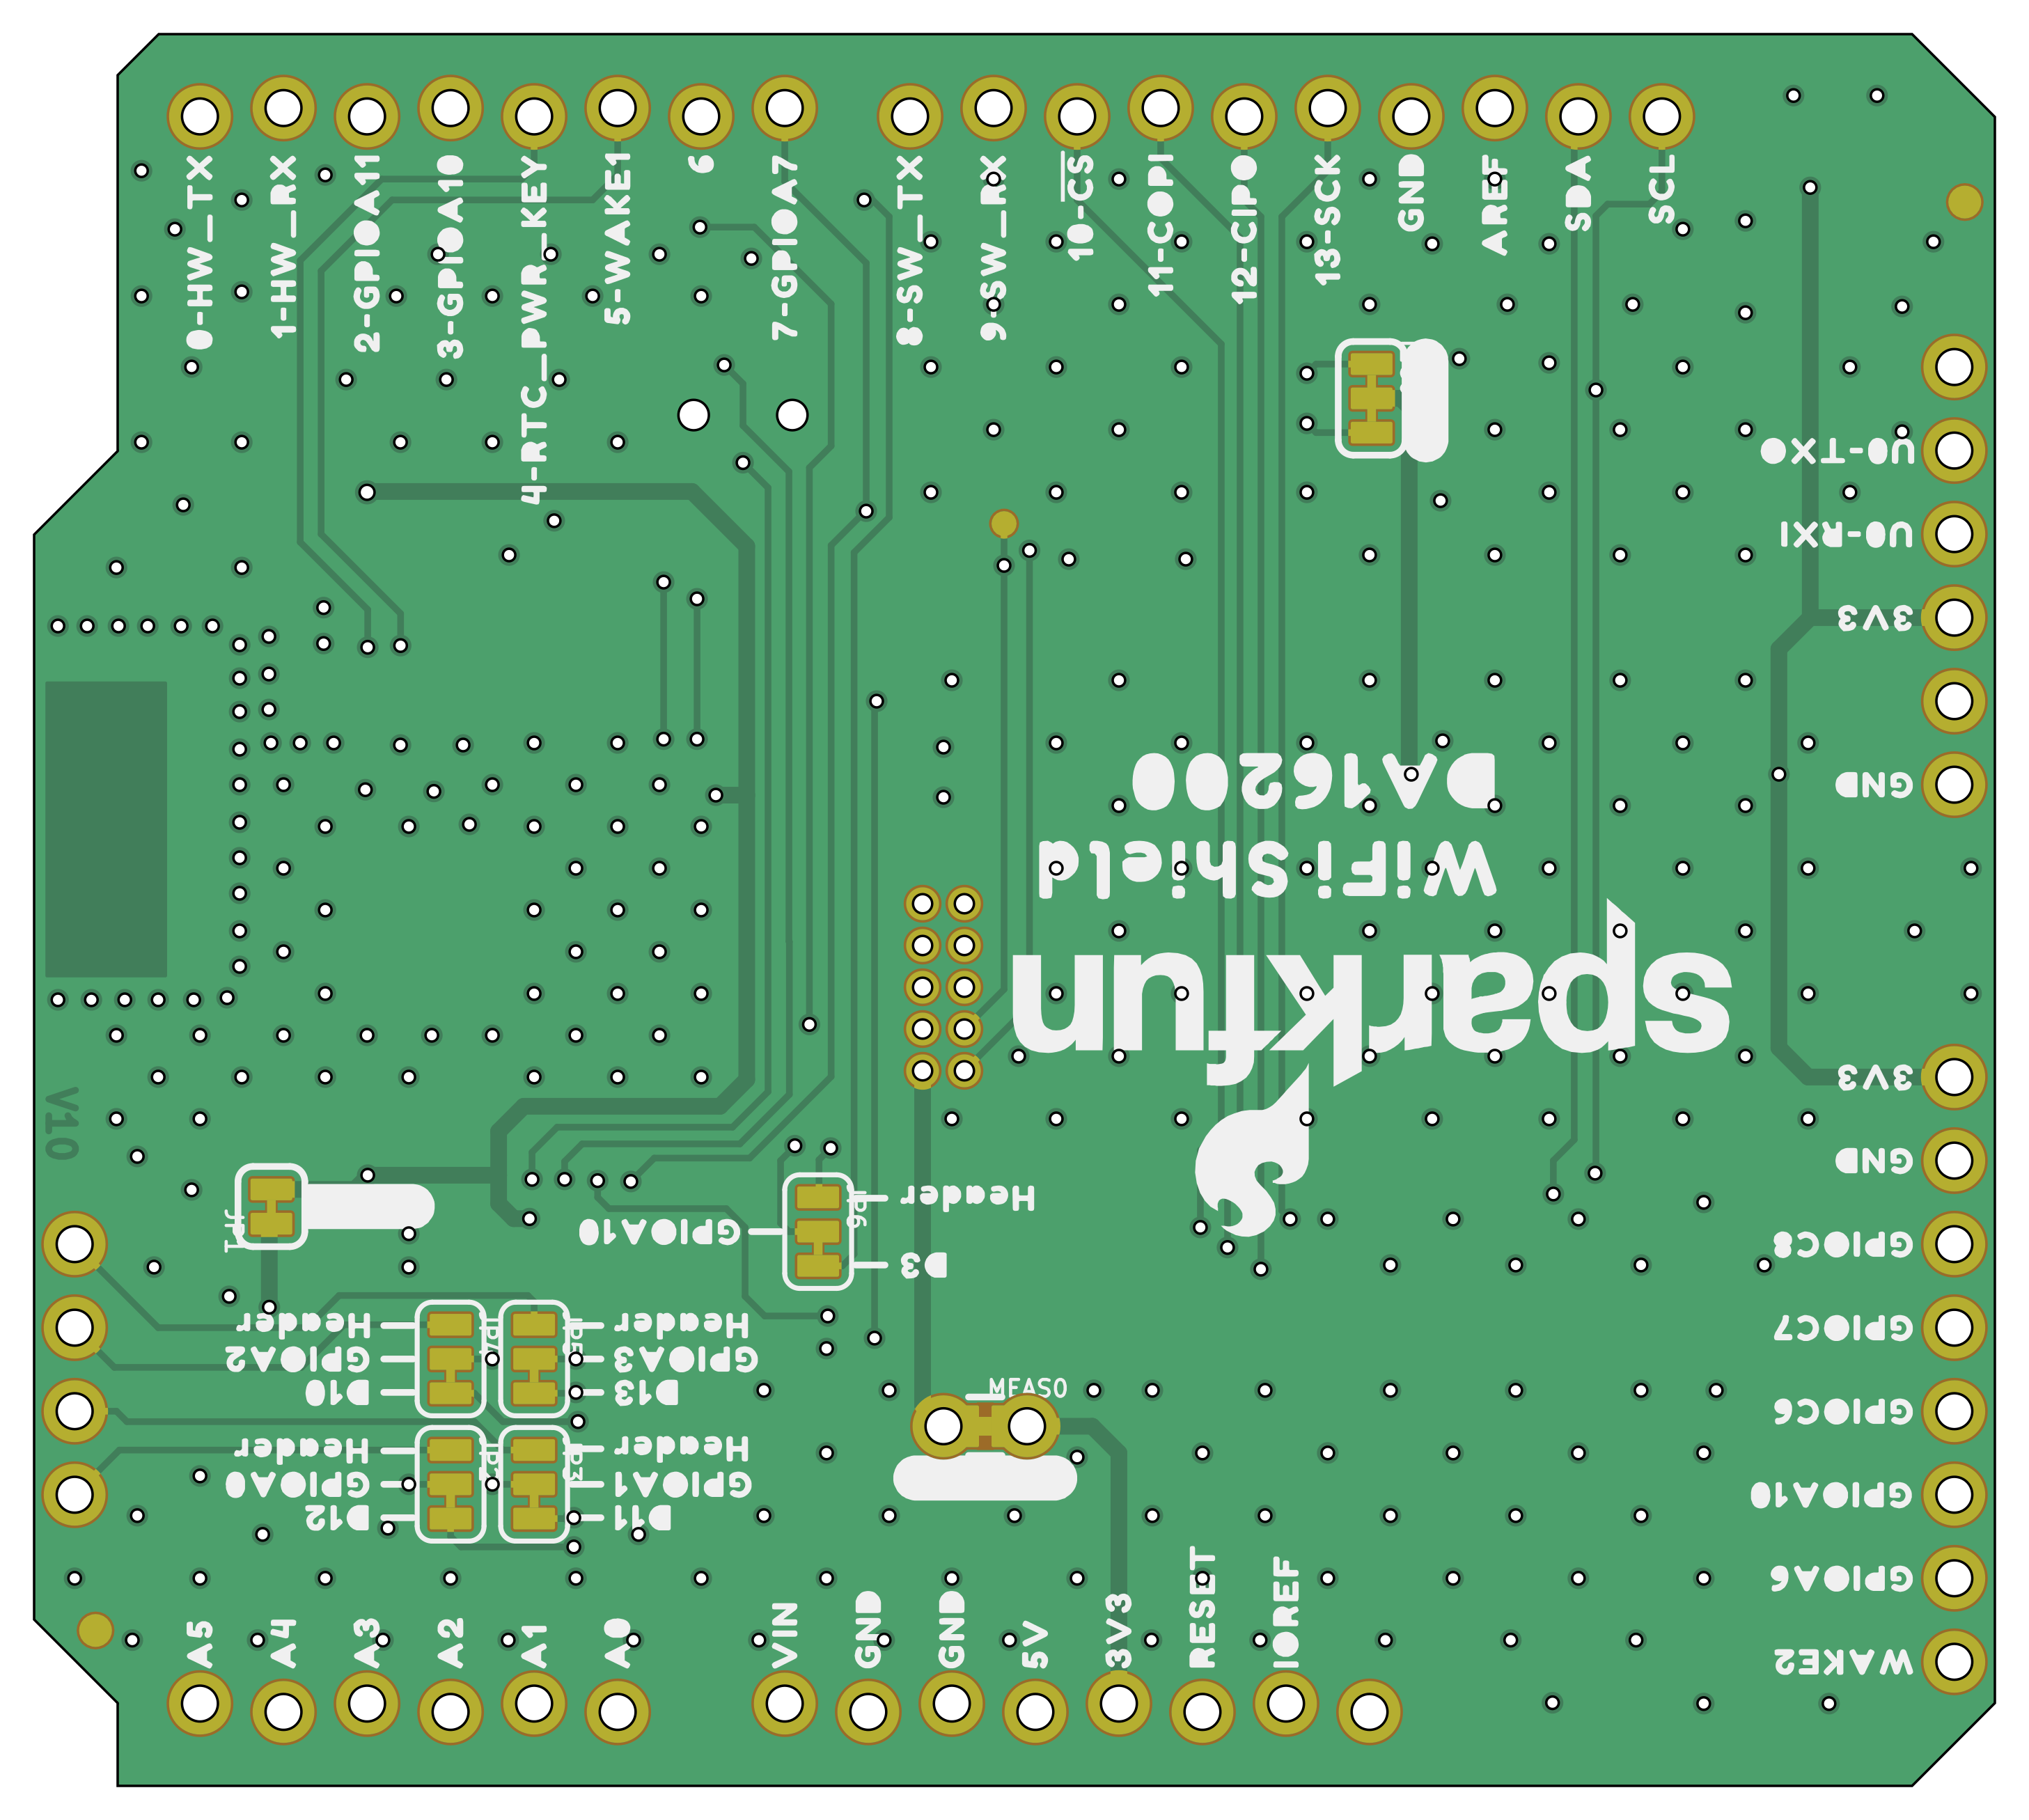 0-HW_TX
1-HW_RX
2-GPIOA11
3-GPIOA10
4-RTC_PWR_KEY
5-WAKE1
6
7-GPIOA7
8-SW_TX
9-SW_RX
10-CS
11-COPI
12-CIPO
13-SCK
GND
AREF
SDA
SCL
U0-TXO
U0-RXI
3V3
GND
3V3
GND
GPIOC8
GPIOC7
GPIOC6
GPIOA10
GPIOA6
WAKE2
DA16200
WiFi Shield
sparkfun
V10
Header
GPIOA10
D3
Header
GPIOA2
D10
Header
GPIOA3
D13
Header
GPIOA0
D12
Header
GPIOA1
D11
MEAS0
A5
A4
A3
A2
A1
A0
VIN
GND
GND
5V
3V3
RESET
IOREF